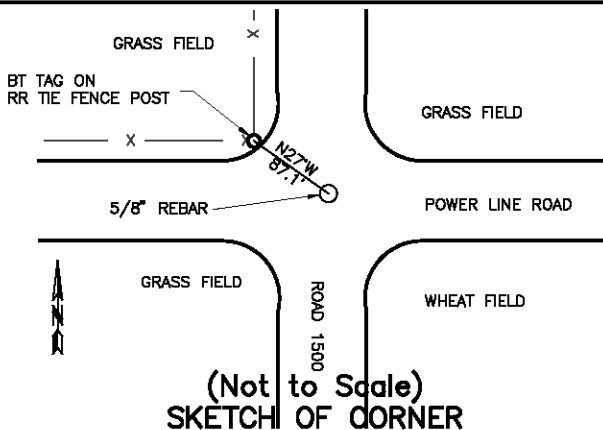 GRASS FIELD
X
BT TAG ON
RR TIE FENCE POST
GRASS FIELD
X
X
N27°W
87.1'
5/8" REBAR
POWER LINE ROAD
GRASS FIELD
ROAD 1500
WHEAT FIELD
N
(Not to Scale)
SKETCH OF CORNER